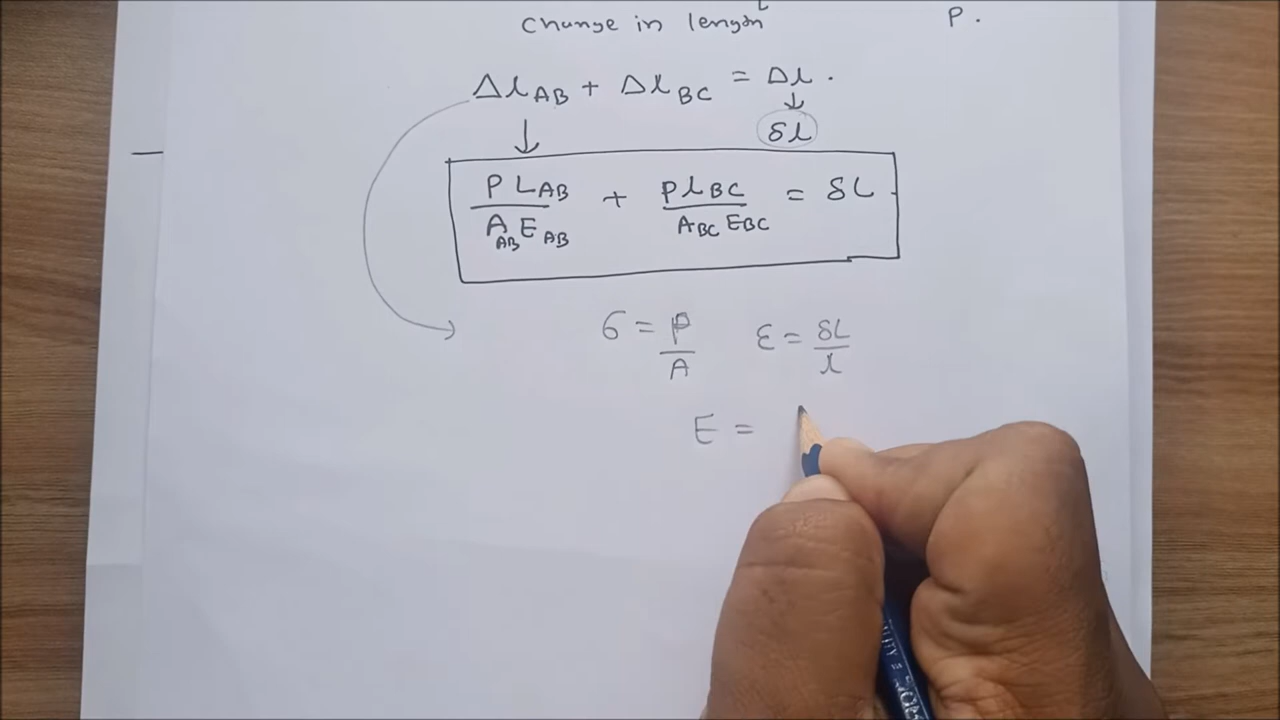 Change in length P.
Δl_AB + Δl_BC = Δl.
↓ ↓
δl
P L_AB / A_AB E_AB + P l_BC / A_BC E_BC = δL
σ = P / A ε = δL / l
E =